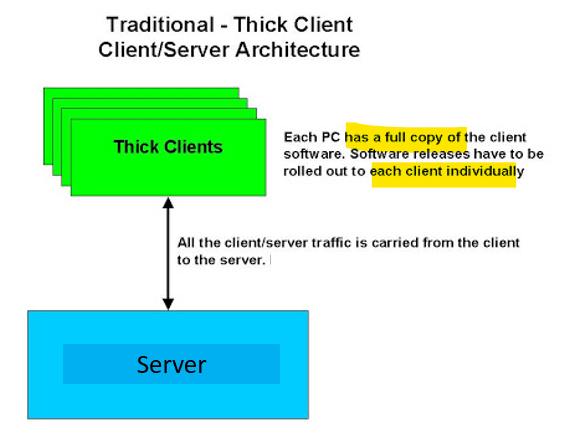 Traditional - Thick Client
Client/Server Architecture
Thick Clients
Each PC has a full copy of the client
software. Software releases have to be
rolled out to each client individually
All the client/server traffic is carried from the client
to the server.
Server